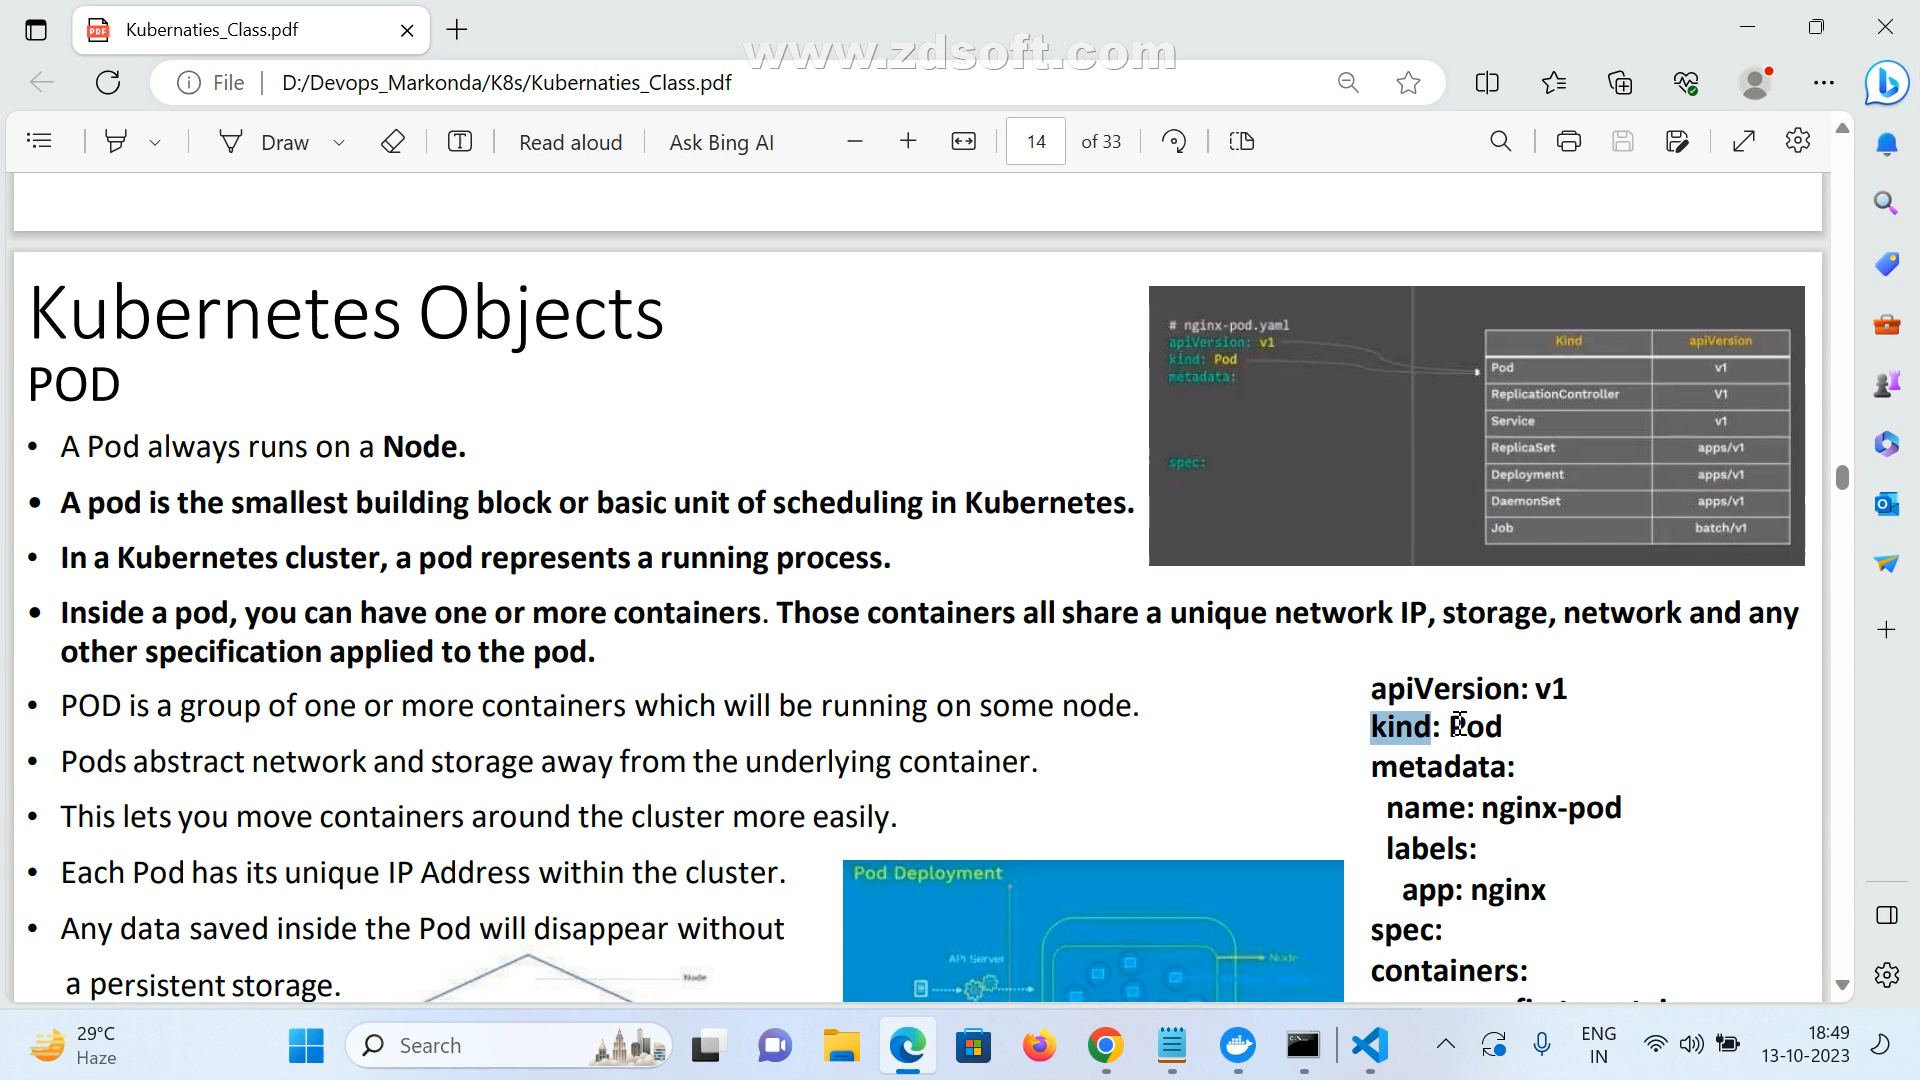 Kubernaties_Class.pdf
www.zdsoft.com
File
D:/Devops_Markonda/K8s/Kubernaties_Class.pdf
Draw
Read aloud
Ask Bing AI
14
of 33
Kubernetes Objects
POD
• A Pod always runs on a Node.
• A pod is the smallest building block or basic unit of scheduling in Kubernetes.
• In a Kubernetes cluster, a pod represents a running process.
• Inside a pod, you can have one or more containers. Those containers all share a unique network IP, storage, network and any
other specification applied to the pod.
• POD is a group of one or more containers which will be running on some node.
• Pods abstract network and storage away from the underlying container.
• This lets you move containers around the cluster more easily.
• Each Pod has its unique IP Address within the cluster.
• Any data saved inside the Pod will disappear without
a persistent storage.
# nginx-pod.yaml
apiVersion: v1
kind: Pod
metadata:
spec:
Kind apiVersion
Pod v1
ReplicationController V1
Service v1
ReplicaSet apps/v1
Deployment apps/v1
DaemonSet apps/v1
Job batch/v1
apiVersion: v1
kind: Pod
metadata:
name: nginx-pod
labels:
app: nginx
spec:
containers:
Node
Pod Deployment
API Server
Node
29°C
Haze
Search
ENG
IN
18:49
13-10-2023